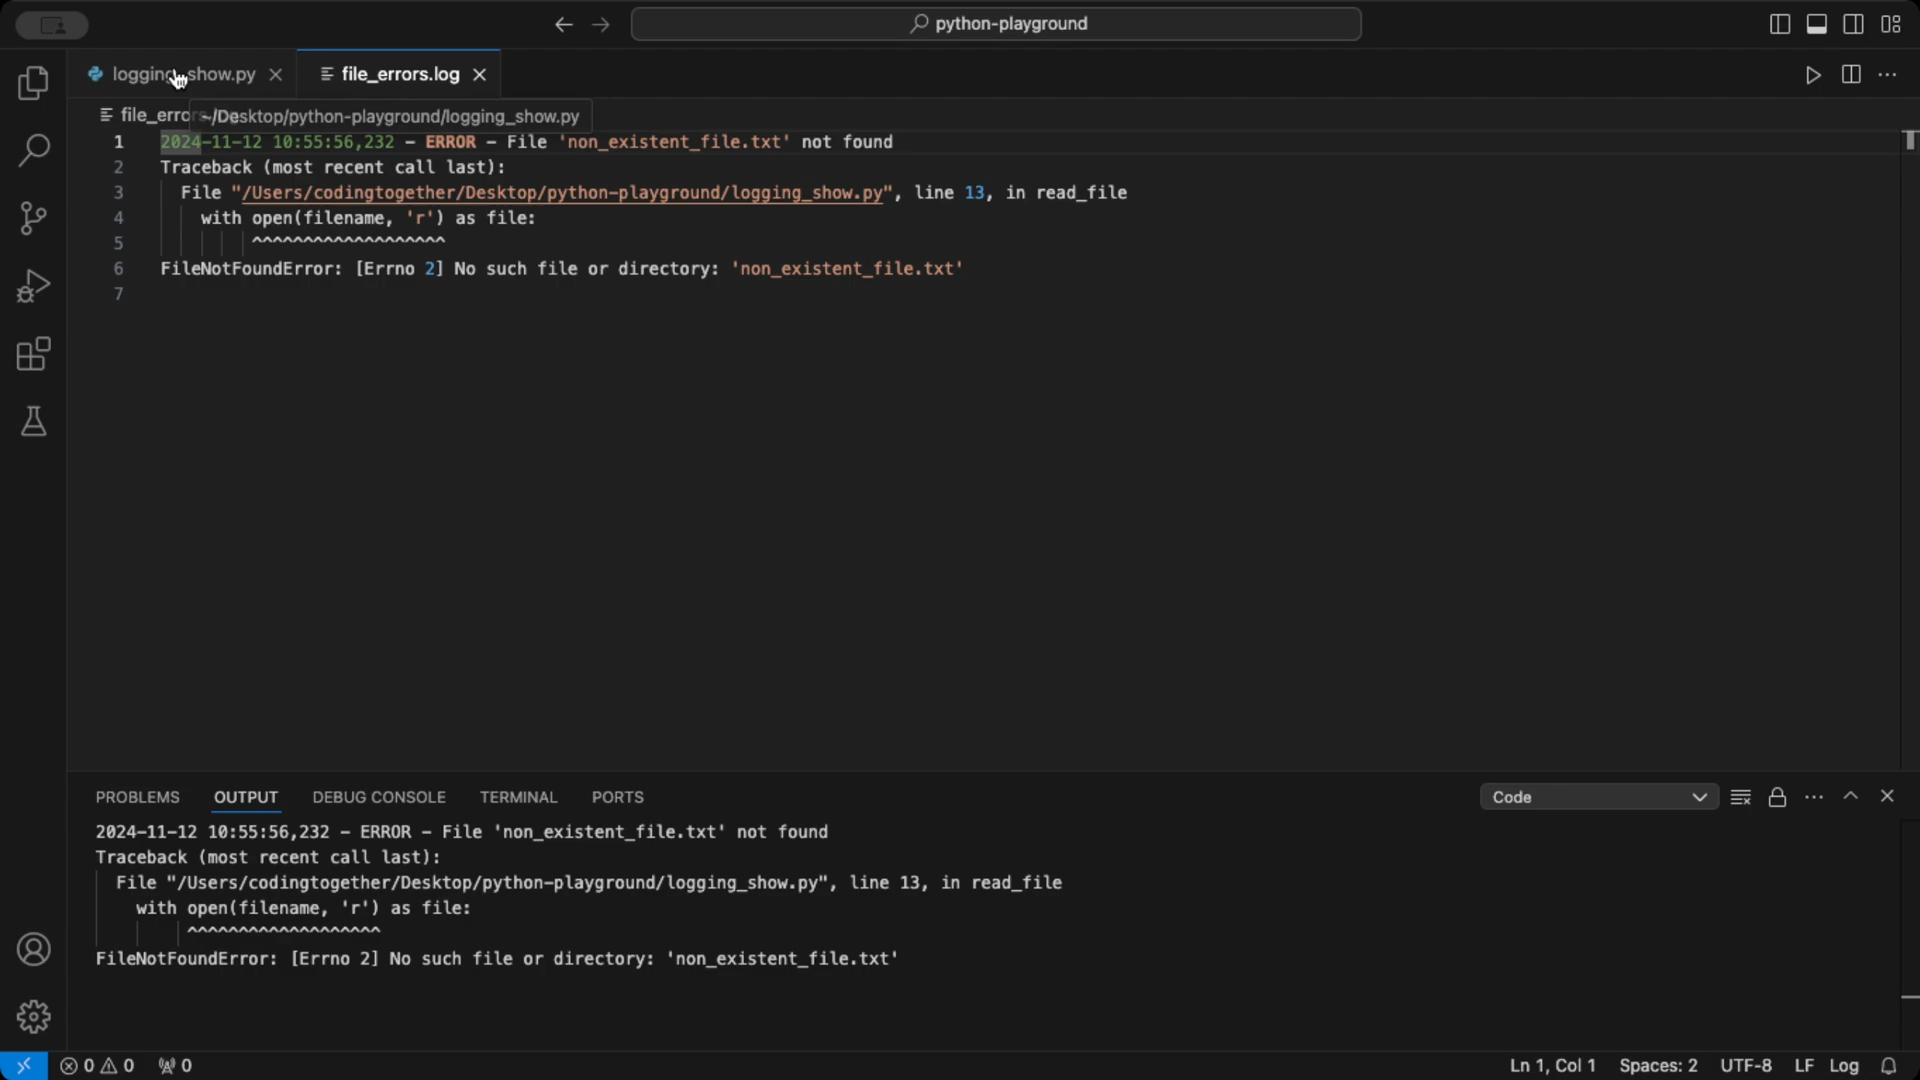 python-playground
logging_show.py
file_errors.log
file_errors
~/Desktop/python-playground/logging_show.py
1 2024-11-12 10:55:56,232 - ERROR - File 'non_existent_file.txt' not found
2 Traceback (most recent call last):
3 File "/Users/codingtogether/Desktop/python-playground/logging_show.py", line 13, in read_file
4 with open(filename, 'r') as file:
5 ^^^^^^^^^^^^^^^^^^^
6 FileNotFoundError: [Errno 2] No such file or directory: 'non_existent_file.txt'
7
PROBLEMS OUTPUT DEBUG CONSOLE TERMINAL PORTS Code
2024-11-12 10:55:56,232 - ERROR - File 'non_existent_file.txt' not found
Traceback (most recent call last):
File "/Users/codingtogether/Desktop/python-playground/logging_show.py", line 13, in read_file
with open(filename, 'r') as file:
^^^^^^^^^^^^^^^^^^^
FileNotFoundError: [Errno 2] No such file or directory: 'non_existent_file.txt'
0 0 0 Ln 1, Col 1 Spaces: 2 UTF-8 LF Log